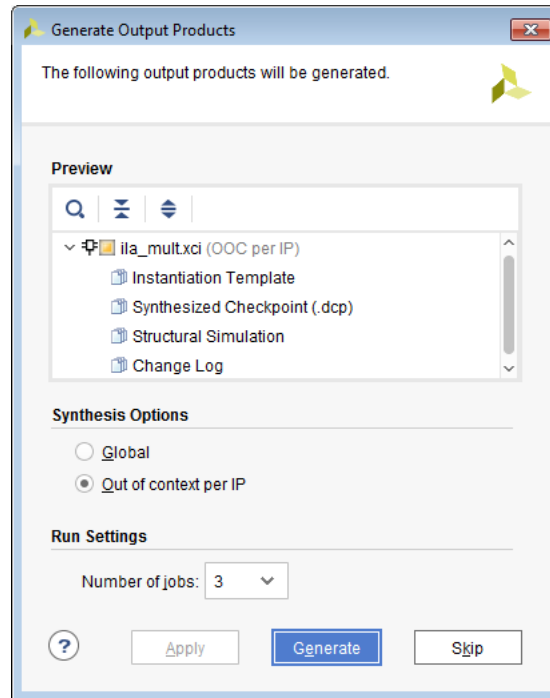 Generate Output Products
The following output products will be generated.
Preview
ila_mult.xci (OOC per IP)
Instantiation Template
Synthesized Checkpoint (.dcp)
Structural Simulation
Change Log
Synthesis Options
Global
Out of context per IP
Run Settings
Number of jobs: 3
? Apply Generate Skip